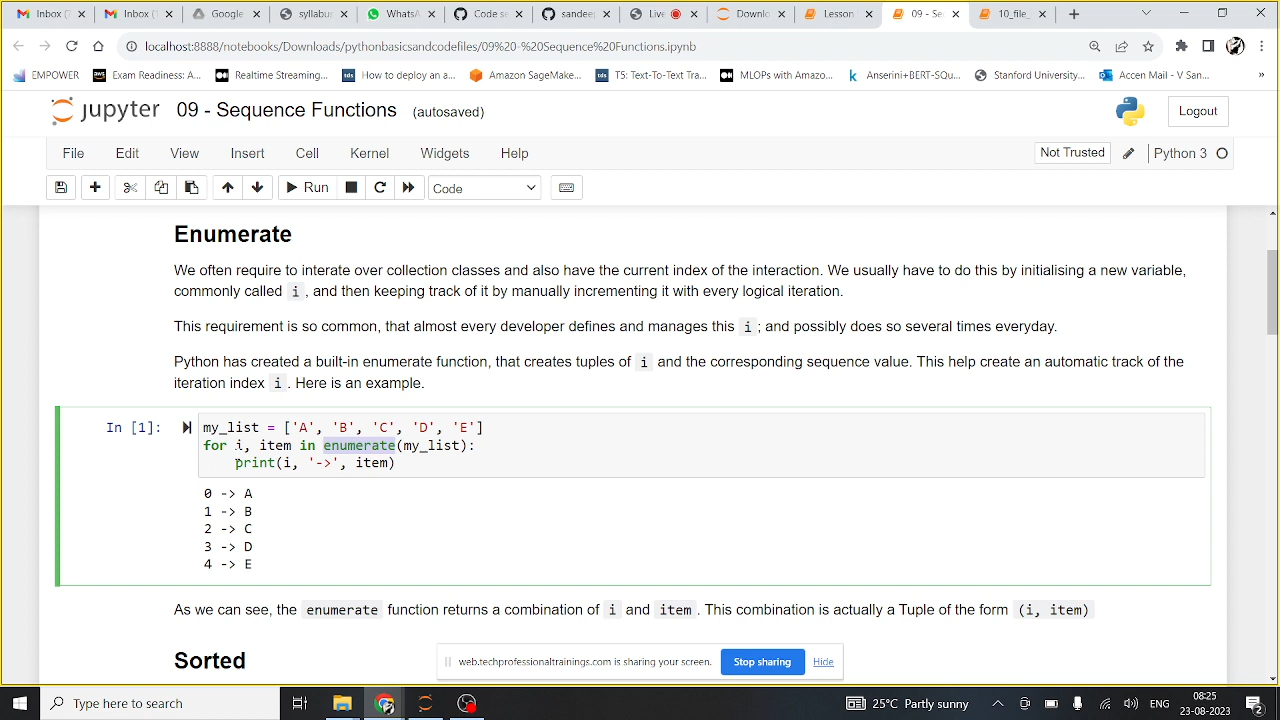 Inbox (
Inbox (1
Google
syllabus
WhatsA
Code se
sandeep
Live
Downlo
Lesson
09 - Se
10_file_
localhost:8888/notebooks/Downloads/pythonbasicsandcodefiles/09%20-%20Sequence%20Functions.ipynb
EMPOWER
Exam Readiness: A...
Realtime Streaming...
How to deploy an a...
Amazon SageMake...
T5: Text-To-Text Tra...
MLOPs with Amazo...
Anserini+BERT-SQu...
Stanford University...
Accen Mail - V San...
»
jupyter 09 - Sequence Functions (autosaved)
Logout
File Edit View Insert Cell Kernel Widgets Help
Not Trusted
Python 3
Run
Code
Enumerate
We often require to interate over collection classes and also have the current index of the interaction. We usually have to do this by initialising a new variable,
commonly called i , and then keeping track of it by manually incrementing it with every logical iteration.
This requirement is so common, that almost every developer defines and manages this i ; and possibly does so several times everyday.
Python has created a built-in enumerate function, that creates tuples of i and the corresponding sequence value. This help create an automatic track of the
iteration index i . Here is an example.
In [1]:
my_list = ['A', 'B', 'C', 'D', 'E']
for i, item in enumerate(my_list):
print(i, '->', item)
0 -> A
1 -> B
2 -> C
3 -> D
4 -> E
As we can see, the enumerate function returns a combination of i and item . This combination is actually a Tuple of the form (i, item)
Sorted
web.techprofessionaltrainings.com is sharing your screen.
Stop sharing
Hide
Type here to search
25°C Partly sunny
ENG
08:25
23-08-2023
2